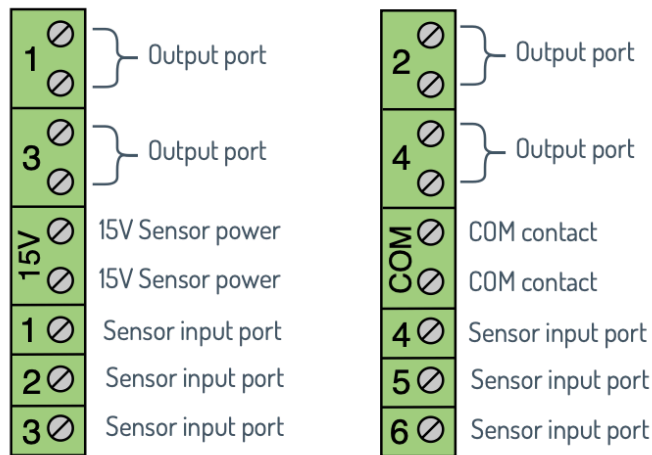 1 Output port
3 Output port
15V 15V Sensor power
15V Sensor power
1 Sensor input port
2 Sensor input port
3 Sensor input port
2 Output port
4 Output port
COM COM contact
COM contact
4 Sensor input port
5 Sensor input port
6 Sensor input port